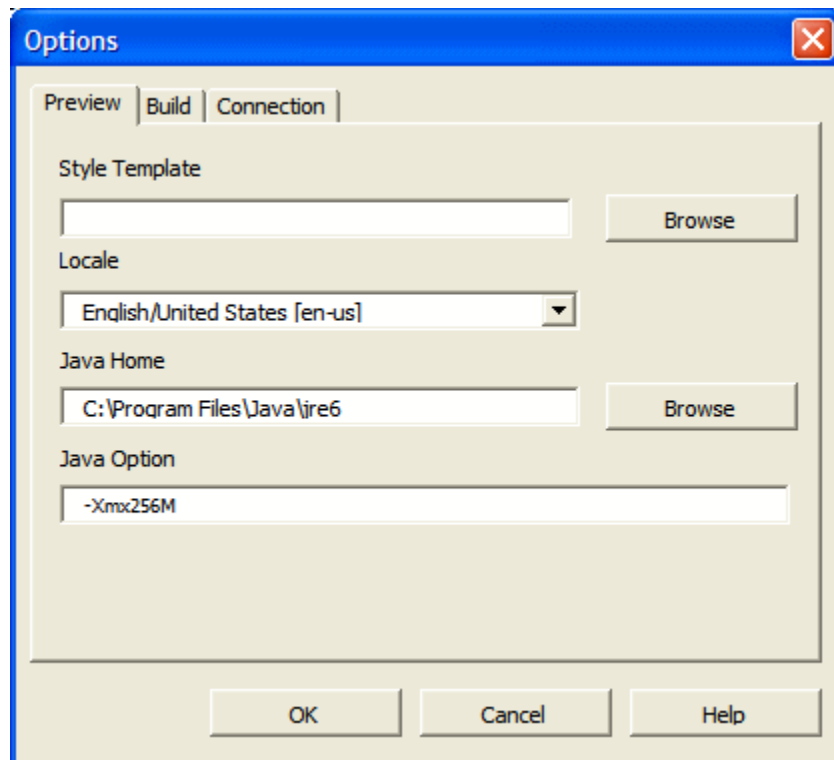 Options
Preview Build Connection
Style Template
Browse
Locale
English/United States [en-us]
Java Home
C:\Program Files\Java\jre6 Browse
Java Option
-Xmx256M
OK Cancel Help